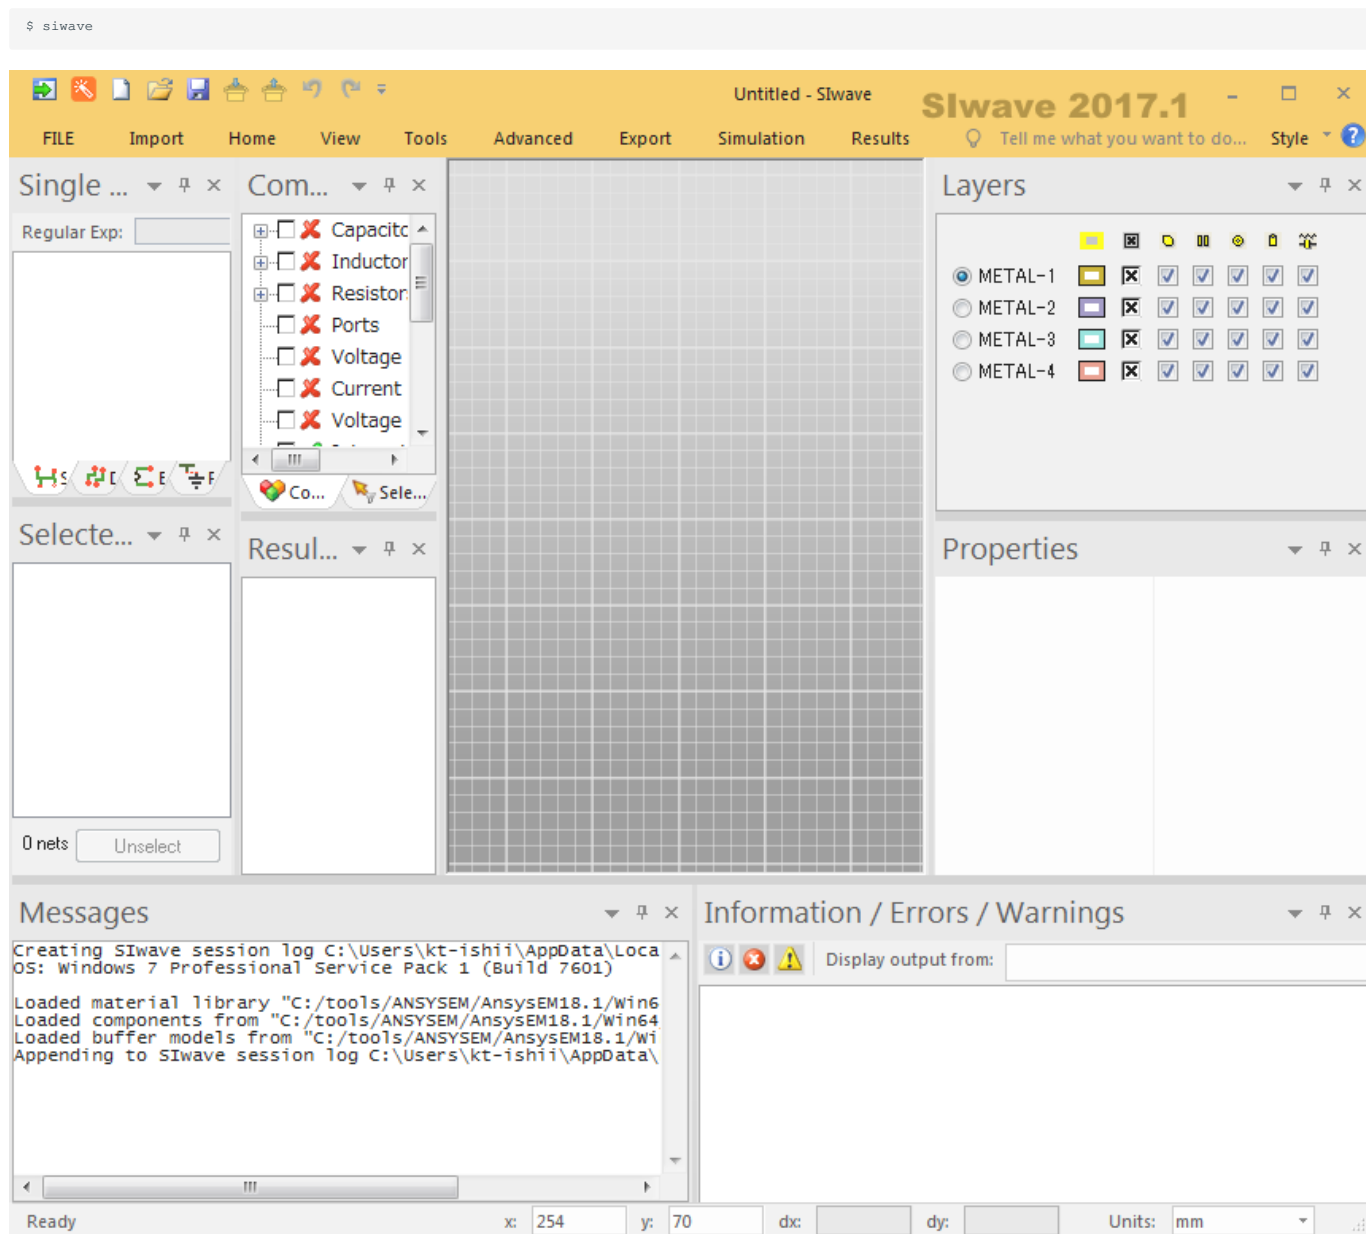 $ siwave
Untitled - SIwave
SIwave 2017.1
FILE Import Home View Tools Advanced Export Simulation Results Tell me what you want to do... Style
Single ...
Regular Exp:
S D E F
Com...
Capacitc
Inductor
Resistor
Ports
Voltage
Current
Voltage
Co... Sele...
Layers
METAL-1
METAL-2
METAL-3
METAL-4
Selecte...
0 nets Unselect
Resul...
Properties
Messages
Creating SIwave session log C:\Users\kt-ishii\AppData\Loca
OS: Windows 7 Professional Service Pack 1 (Build 7601)
Loaded material library "C:/tools/ANSYSEM/AnsysEM18.1/Win6
Loaded components from "C:/tools/ANSYSEM/AnsysEM18.1/Win64
Loaded buffer models from "C:/tools/ANSYSEM/AnsysEM18.1/Wi
Appending to SIwave session log C:\Users\kt-ishii\AppData\
Information / Errors / Warnings
Display output from:
Ready x: 254 y: 70 dx: dy: Units: mm